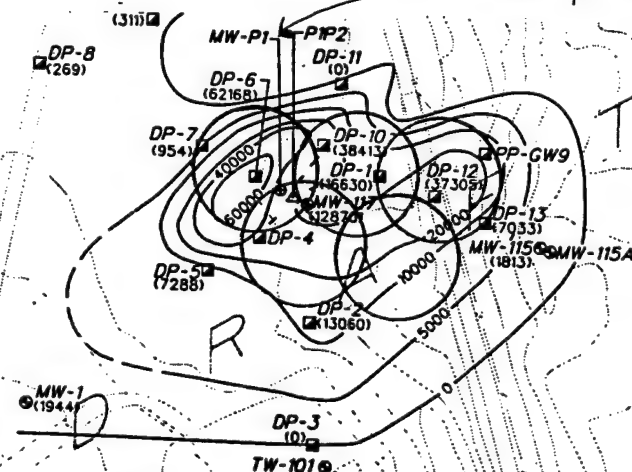 (311)
DP-8
(269)
MW-P1
P1P2
DP-11
(0)
DP-6
(62168)
DP-7
(954)
DP-10
(38413)
PP-GW9
40000
DP-1
(16630)
DP-12
(37305)
60000
MW-117
(12870)
20000
DP-13
(7033)
DP-4
MW-115
(1813)
MW-115A
DP-5
(7288)
10000
DP-2
(13060)
5000
R
0
MW-1
(1944)
DP-3
(0)
TW-101